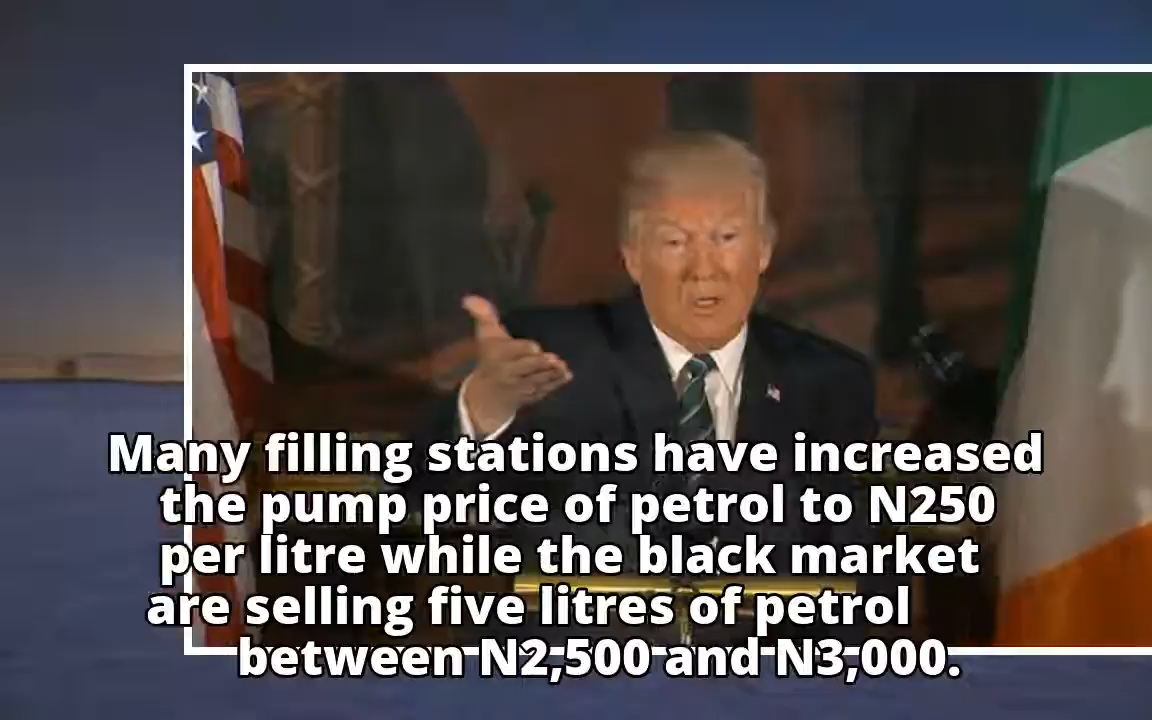 Many filling stations have increased
the pump price of petrol to N250
per litre while the black market
are selling five litres of petrol
between N2,500 and N3,000.